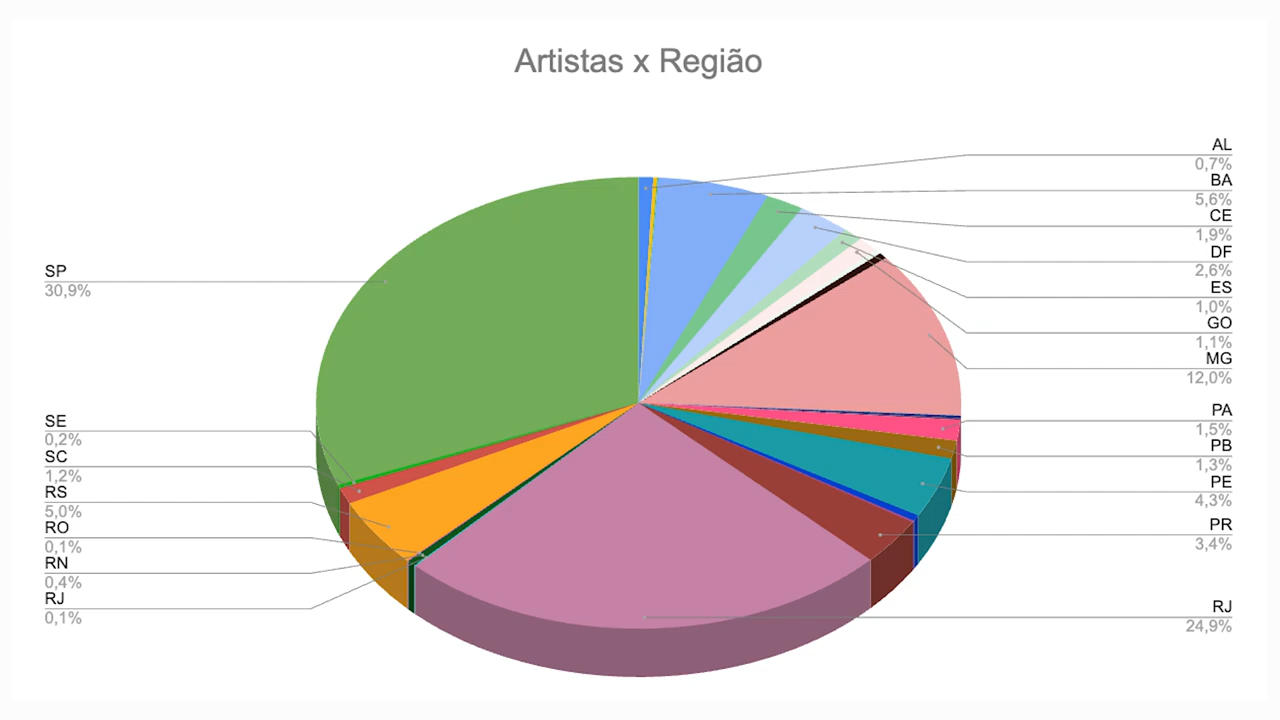 Artistas x Região
AL
0,7%
BA
5,6%
CE
1,9%
DF
2,6%
ES
1,0%
GO
1,1%
MG
12,0%
PA
1,5%
PB
1,3%
PE
4,3%
PR
3,4%
RJ
24,9%
SP
30,9%
SE
0,2%
SC
1,2%
RS
5,0%
RO
0,1%
RN
0,4%
RJ
0,1%